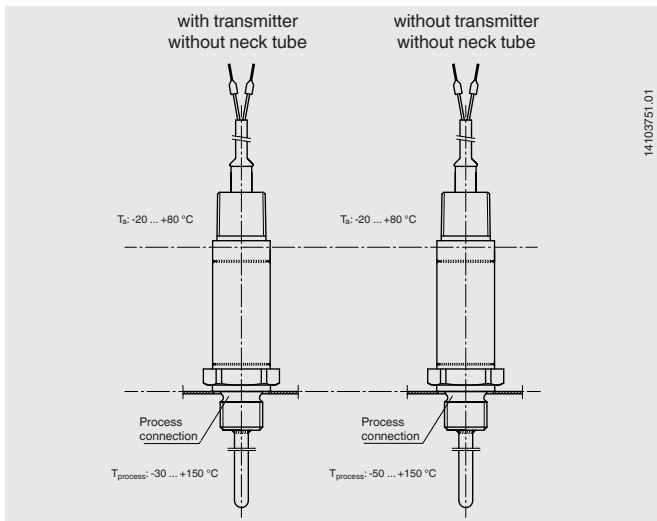 with transmitter
without neck tube
without transmitter
without neck tube
14103751.01
Ta: -20 ... +80 °C
Ta: -20 ... +80 °C
Process
connection
Process
connection
Tprocess: -30 ... +150 °C
Tprocess: -50 ... +150 °C